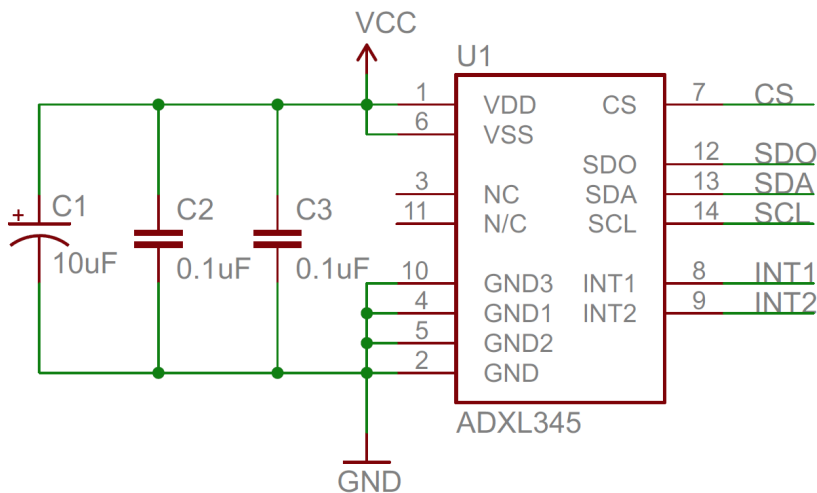 VCC
U1
1 VDD CS 7 CS
6 VSS
SDO 12 SDO
3 NC SDA 13 SDA
11 N/C SCL 14 SCL
+ C1 C2 C3
10uF 0.1uF 0.1uF
10 GND3 INT1 8 INT1
4 GND1 INT2 9 INT2
5 GND2
2 GND
ADXL345
GND